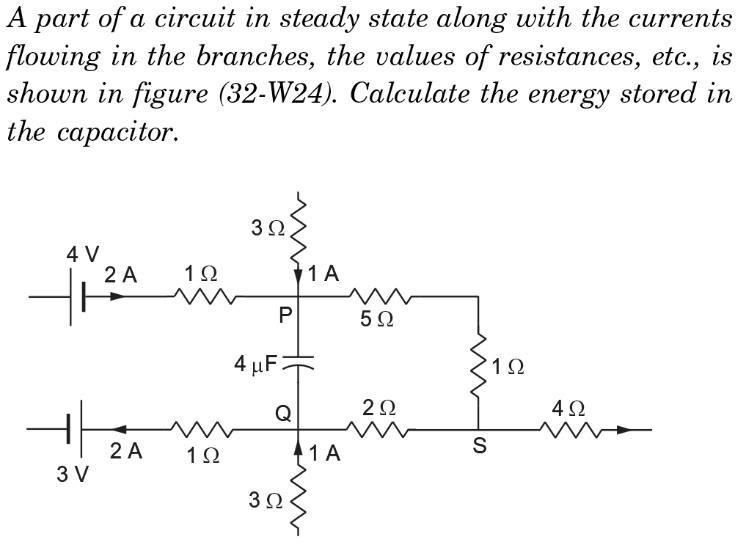 A part of a circuit in steady state along with the currents
flowing in the branches, the values of resistances, etc., is
shown in figure (32-W24). Calculate the energy stored in
the capacitor.
3 Ω
4 V
2 A
1 Ω
1 A
P
5 Ω
4 μF
1 Ω
Q
2 Ω
4 Ω
2 A
1 Ω
1 A
S
3 V
3 Ω